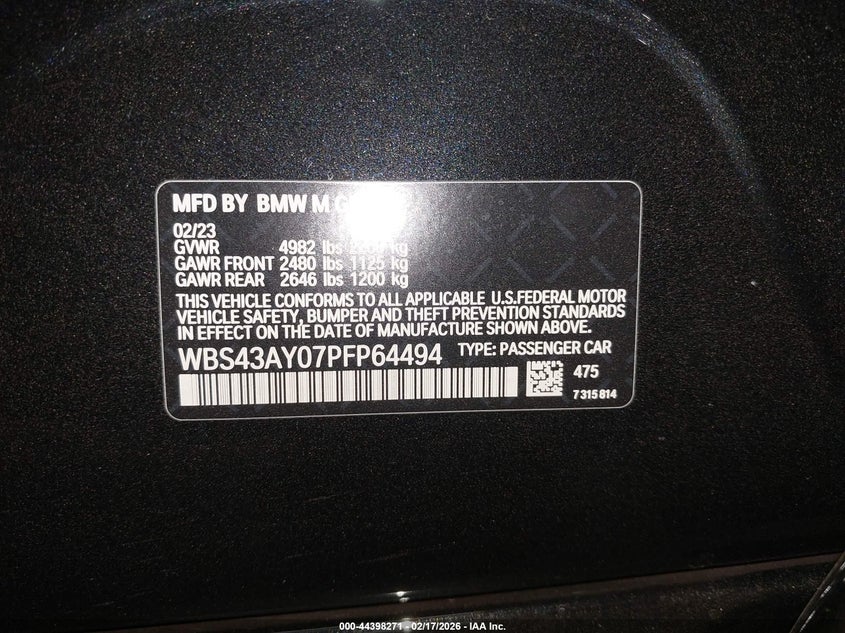 MFD BY BMW M
02/23
GVWR 4982 lbs kg
GAWR FRONT 2480 lbs 1125 kg
GAWR REAR 2646 lbs 1200 kg
THIS VEHICLE CONFORMS TO ALL APPLICABLE U.S.FEDERAL MOTOR
VEHICLE SAFETY, BUMPER AND THEFT PREVENTION STANDARDS
IN EFFECT ON THE DATE OF MANUFACTURE SHOWN ABOVE.
WBS43AY07PFP64494 TYPE: PASSENGER CAR
475
7 315 814
000-44398271 - 02/17/2026 - IAA Inc.